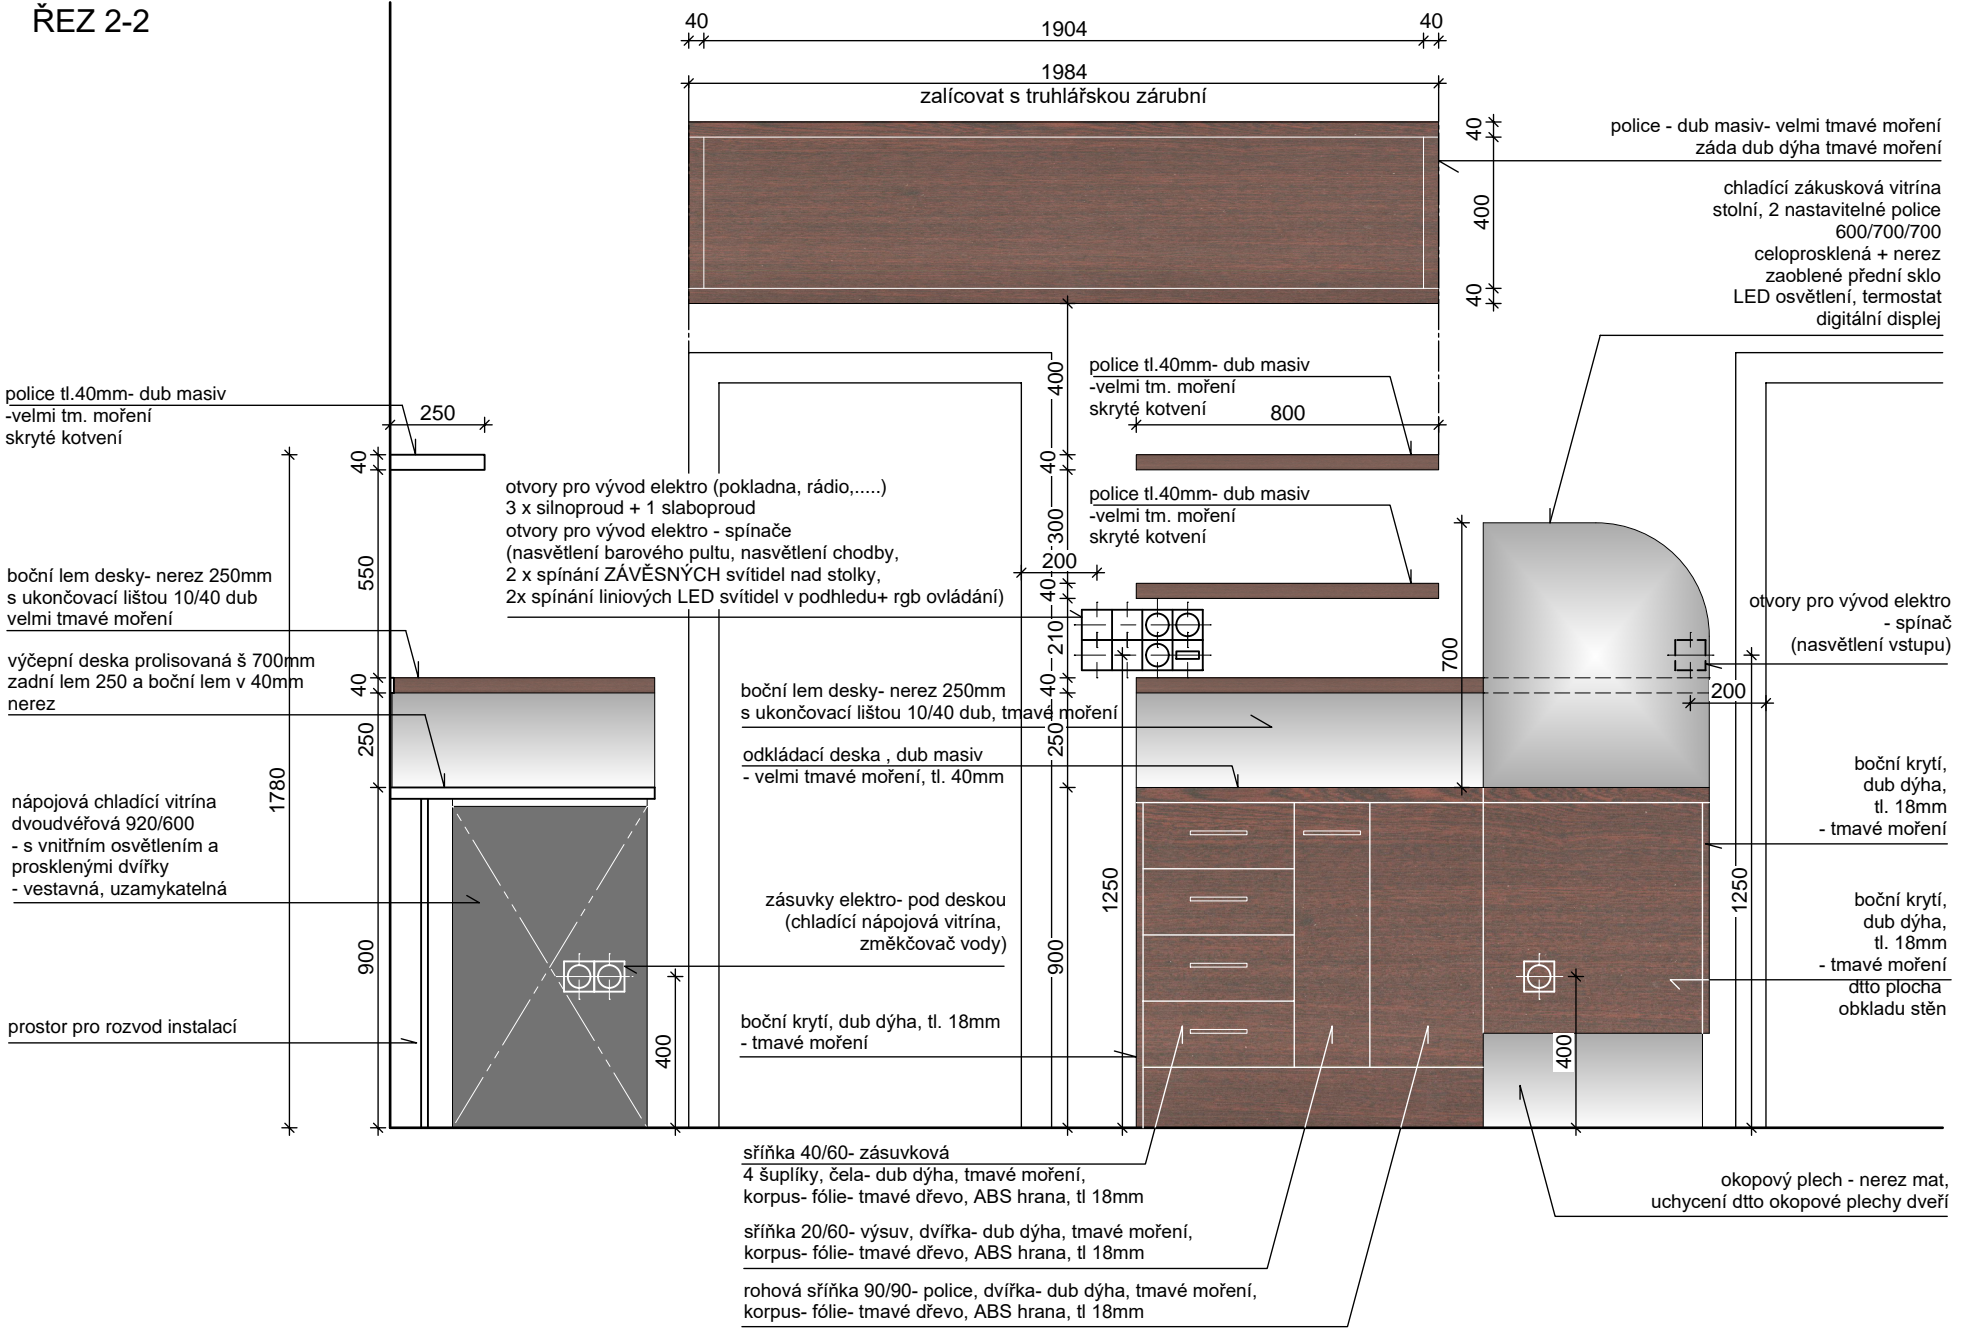 ŘEZ 2-2
40
1904
40
1984
zalícovat s truhlářskou zárubní
40
400
40
police - dub masiv- velmi tmavé moření
záda dub dýha tmavé moření
chladící zákusková vitrína
stolní, 2 nastavitelné police
600/700/700
celoprosklená + nerez
zaoblené přední sklo
LED osvětlení, termostat
digitální displej
police tl.40mm- dub masiv
-velmi tm. moření
skryté kotvení
250
40
550
40
250
900
1780
boční lem desky- nerez 250mm
s ukončovací lištou 10/40 dub
velmi tmavé moření
výčepní deska prolisovaná š 700mm
zadní lem 250 a boční lem v 40mm
nerez
nápojová chladící vitrína
dvoudvéřová 920/600
- s vnitřním osvětlením a
prosklenými dvířky
- vestavná, uzamykatelná
prostor pro rozvod instalací
otvory pro vývod elektro (pokladna, rádio,.....)
3 x silnoproud + 1 slaboproud
otvory pro vývod elektro - spínače
(nasvětlení barového pultu, nasvětlení chodby,
2 x spínání ZÁVĚSNÝCH svítidel nad stolky,
2x spínání liniových LED svítidel v podhledu+ rgb ovládání)
police tl.40mm- dub masiv
-velmi tm. moření
skryté kotvení
800
police tl.40mm- dub masiv
-velmi tm. moření
skryté kotvení
400
40
300
200
40
210
40
250
900
1250
boční lem desky- nerez 250mm
s ukončovací lištou 10/40 dub, tmavé moření
odkládací deska , dub masiv
- velmi tmavé moření, tl. 40mm
zásuvky elektro- pod deskou
(chladící nápojová vitrína,
změkčovač vody)
400
boční krytí, dub dýha, tl. 18mm
- tmavé moření
700
otvory pro vývod elektro
- spínač
(nasvětlení vstupu)
200
1250
400
boční krytí,
dub dýha,
tl. 18mm
- tmavé moření
boční krytí,
dub dýha,
tl. 18mm
- tmavé moření
dtto plocha
obkladu stěn
sříňka 40/60- zásuvková
4 šuplíky, čela- dub dýha, tmavé moření,
korpus- fólie- tmavé dřevo, ABS hrana, tl 18mm
sříňka 20/60- výsuv, dvířka- dub dýha, tmavé moření,
korpus- fólie- tmavé dřevo, ABS hrana, tl 18mm
rohová sříňka 90/90- police, dvířka- dub dýha, tmavé moření,
korpus- fólie- tmavé dřevo, ABS hrana, tl 18mm
okopový plech - nerez mat,
uchycení dtto okopové plechy dveří